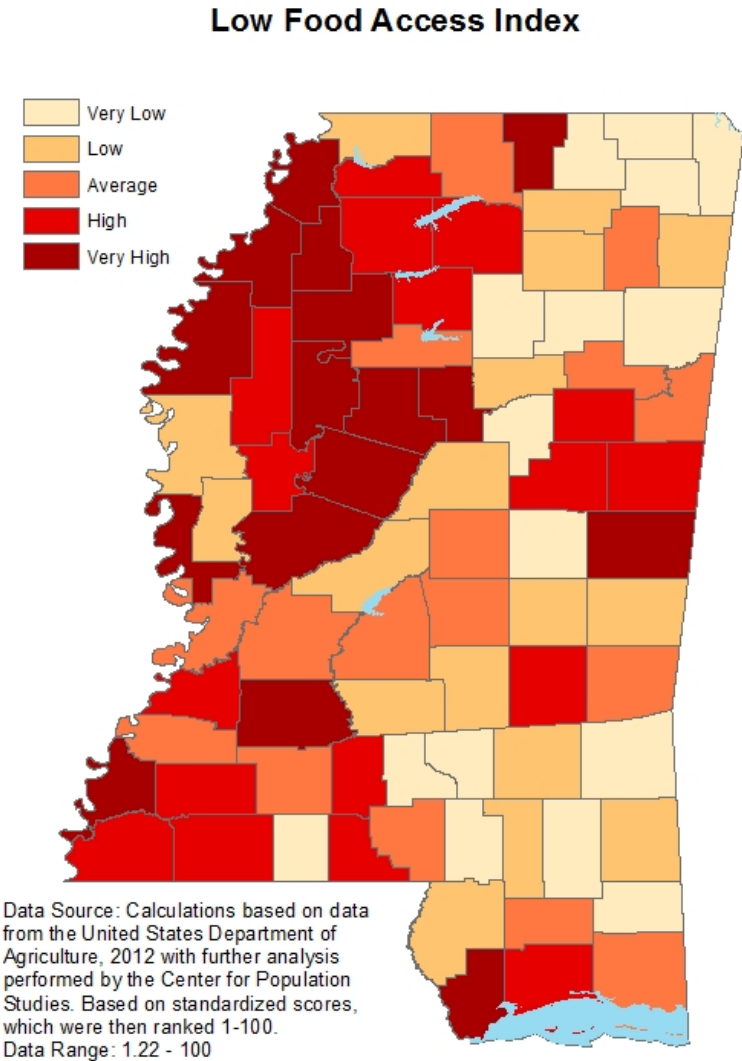 Low Food Access Index
Very Low
Low
Average
High
Very High
Data Source: Calculations based on data
from the United States Department of
Agriculture, 2012 with further analysis
performed by the Center for Population
Studies. Based on standardized scores,
which were then ranked 1-100.
Data Range: 1.22 - 100